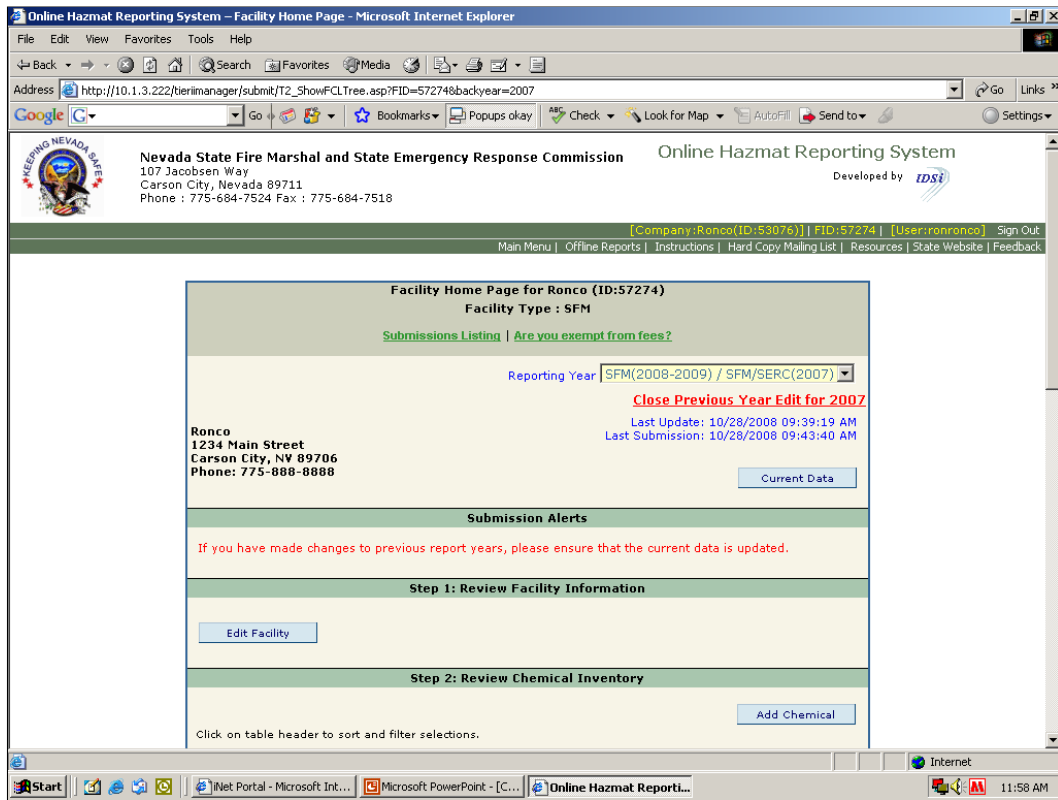 Online Hazmat Reporting System – Facility Home Page - Microsoft Internet Explorer
File Edit View Favorites Tools Help
Back Search Favorites Media
Address http://10.1.3.222/tieriimanager/submit/T2_ShowFCLTree.asp?FID=57274&backyear=2007 Go Links »
Google G Go Bookmarks Popups okay ABC Check Look for Map AutoFill Send to Settings
KEEPING NEVADA SAFE
Nevada State Fire Marshal and State Emergency Response Commission
107 Jacobsen Way
Carson City, Nevada 89711
Phone : 775-684-7524 Fax : 775-684-7518
Online Hazmat Reporting System
Developed by IDSi
[Company:Ronco(ID:53076)] | FID:57274 | [User:ronronco] Sign Out
Main Menu | Offline Reports | Instructions | Hard Copy Mailing List | Resources | State Website | Feedback
Facility Home Page for Ronco (ID:57274)
Facility Type : SFM
Submissions Listing | Are you exempt from fees?
Reporting Year SFM(2008-2009) / SFM/SERC(2007)
Close Previous Year Edit for 2007
Last Update: 10/28/2008 09:39:19 AM
Last Submission: 10/28/2008 09:43:40 AM
Ronco
1234 Main Street
Carson City, NV 89706
Phone: 775-888-8888
Current Data
Submission Alerts
If you have made changes to previous report years, please ensure that the current data is updated.
Step 1: Review Facility Information
Edit Facility
Step 2: Review Chemical Inventory
Add Chemical
Click on table header to sort and filter selections.
Internet
Start iNet Portal - Microsoft Int... Microsoft PowerPoint - [C... Online Hazmat Reporti... 11:58 AM